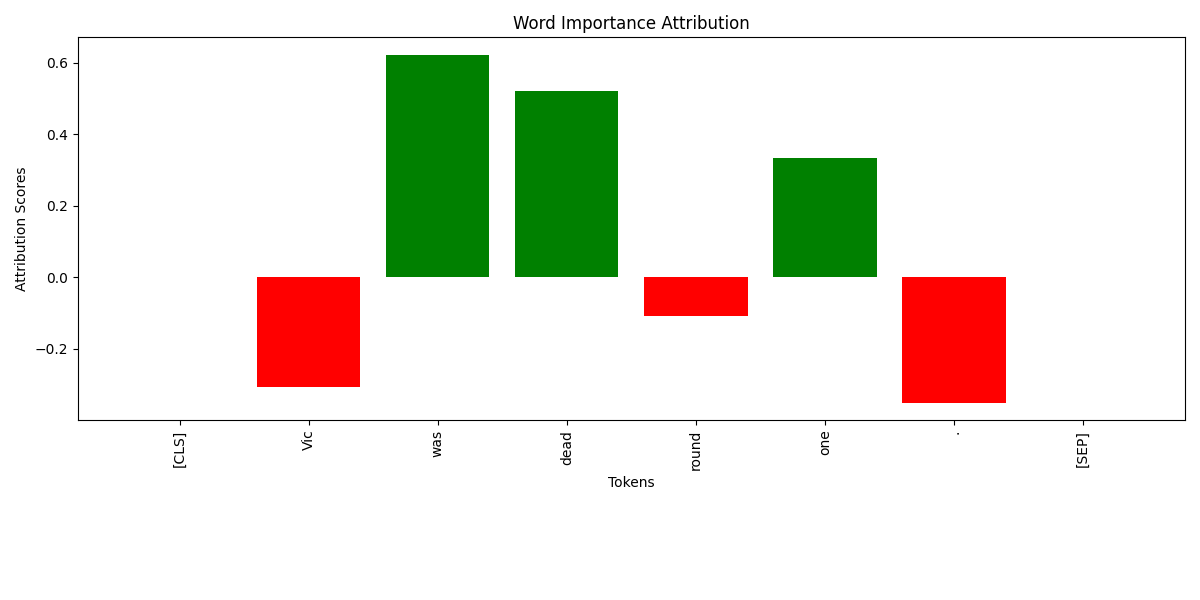 Word Importance Attribution
Attribution Scores
0.6
0.4
0.2
0.0
−0.2
[CLS]
Vic
was
dead
round
one
.
[SEP]
Tokens